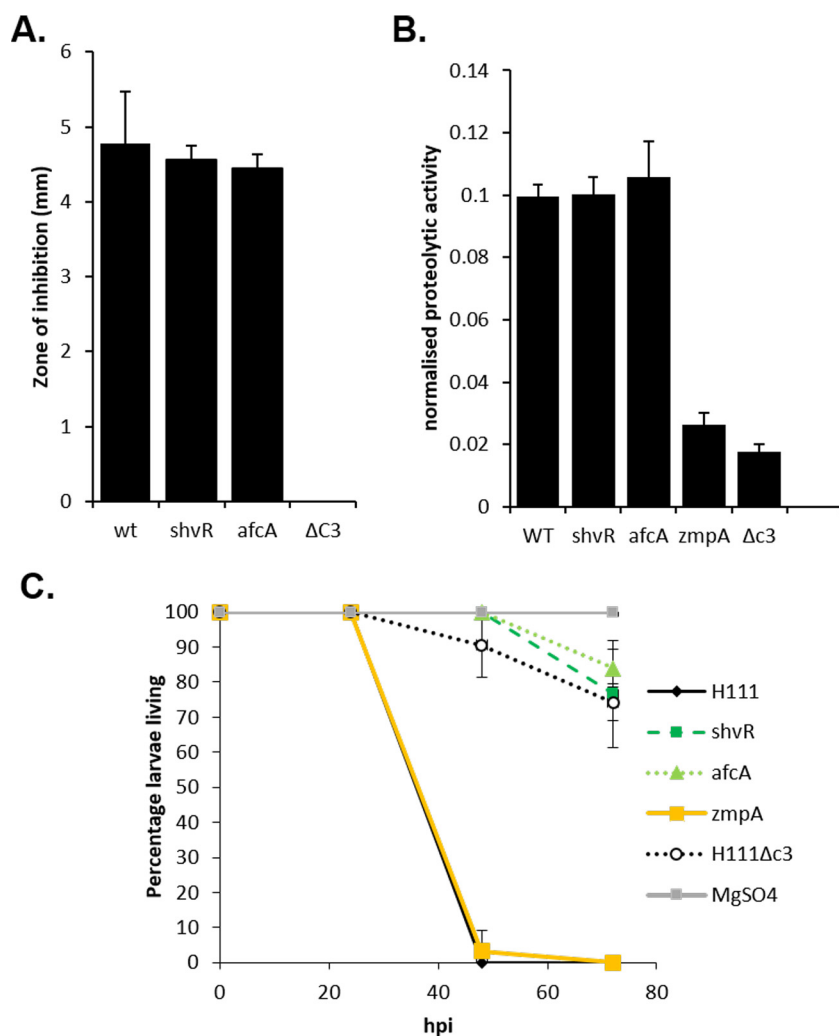 A.
Zone of inhibition (mm)
6
5
4
3
2
1
0
wt shvR afcA ΔC3
B.
normalised proteolytic activity
0.14
0.12
0.1
0.08
0.06
0.04
0.02
0
WT shvR afcA zmpA Δc3
C.
Percentage larvae living
100
90
80
70
60
50
40
30
20
10
0
0 20 40 60 80
hpi
H111
shvR
afcA
zmpA
H111Δc3
MgSO4